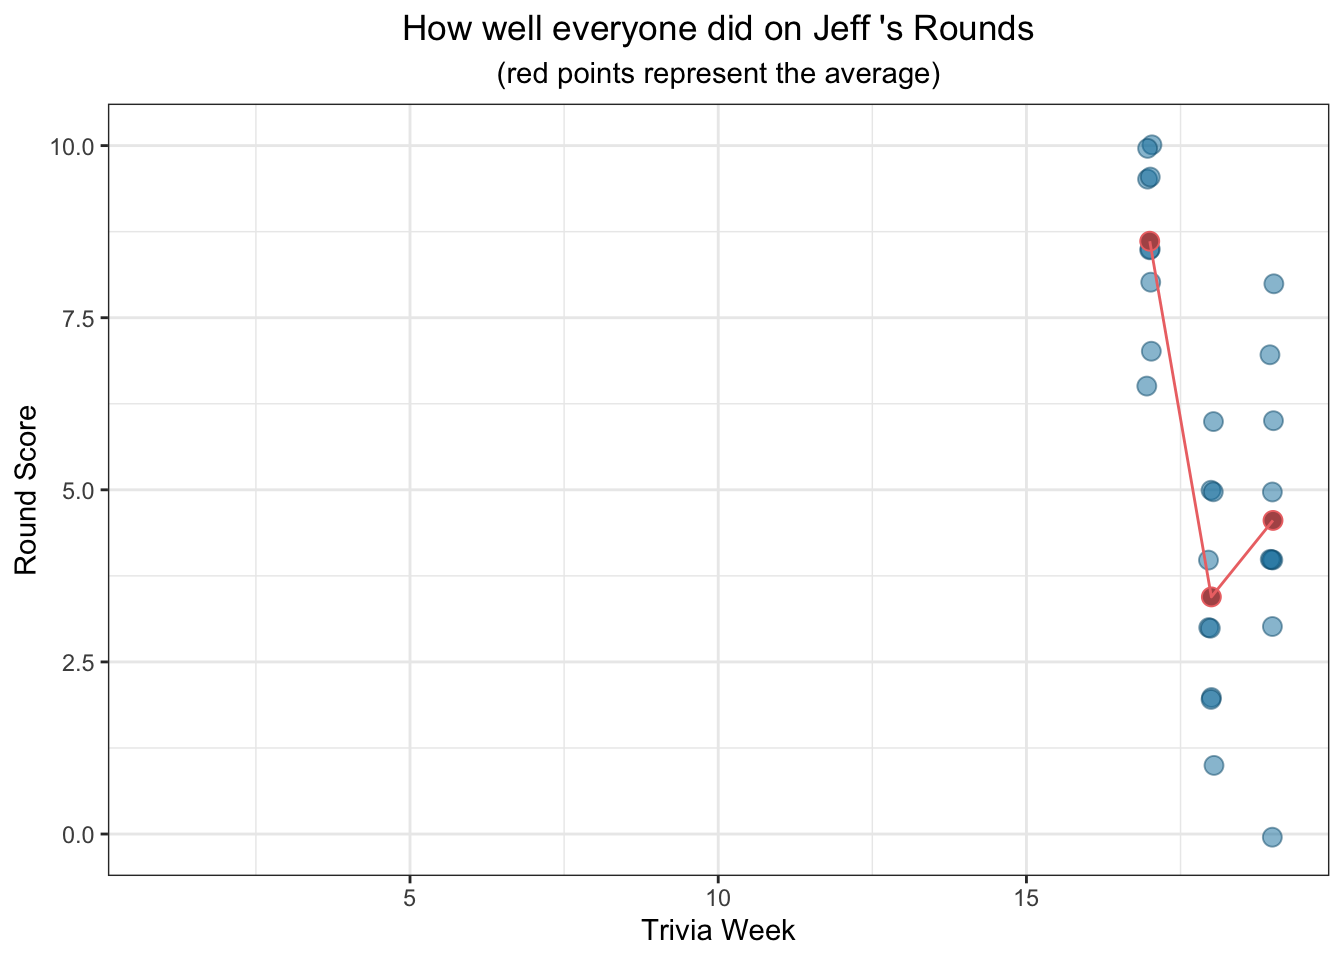 How well everyone did on Jeff 's Rounds
(red points represent the average)
10.0
7.5
5.0
2.5
0.0
Round Score
5 10 15
Trivia Week